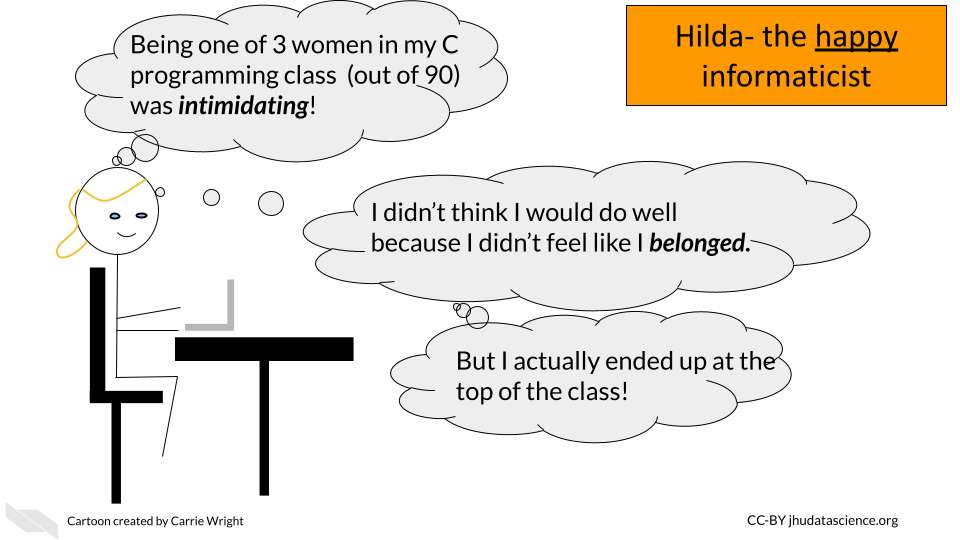 Being one of 3 women in my C
programming class (out of 90)
was intimidating!
Hilda- the happy
informaticist
I didn’t think I would do well
because I didn’t feel like I belonged.
But I actually ended up at the
top of the class!
Cartoon created by Carrie Wright
CC-BY jhudatascience.org